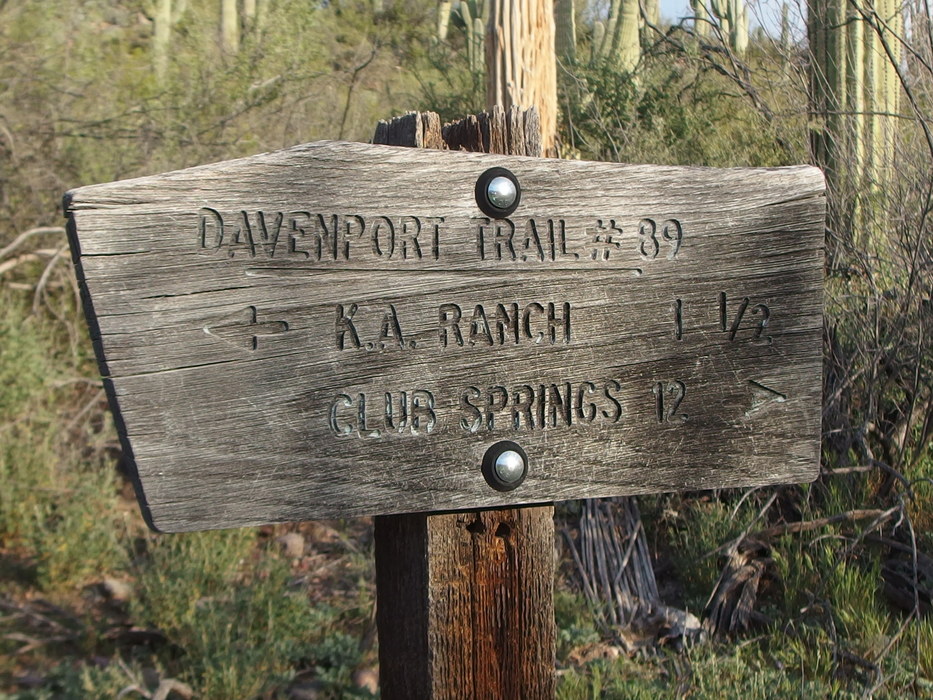 DAVENPORT TRAIL # 89
← K.A. RANCH 1 1/2
CLUB SPRINGS 12 >